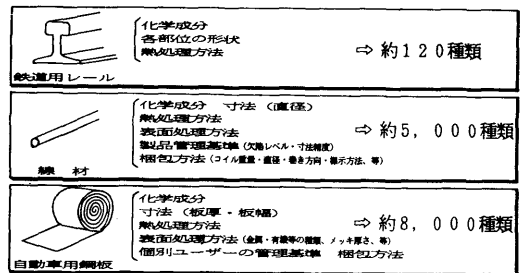 化学成分
各部位の形状
熱処理方法
⇨ 約120種類
鉄道用レール
化学成分 寸法（直径）
熱処理方法
表面処理方法
製品管理基準（欠陥レベル・寸法精度）
梱包方法（コイル重量・直径・巻き方向・標示方法、等）
⇨ 約5，000種類
線 材
化学成分
寸法（板厚・板幅）
熱処理方法
表面処理方法（金属・有機等の種類、メッキ厚さ、等）
個別ユーザーの管理基準 梱包方法
⇨ 約8，000種類
自動車用鋼板